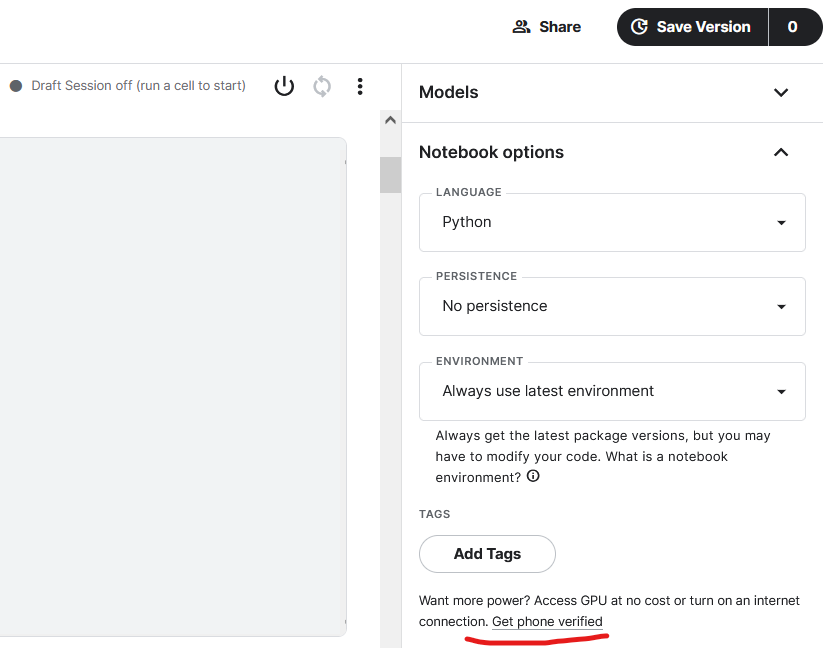 Share
Save Version
0
Draft Session off (run a cell to start)
Models
Notebook options
LANGUAGE
Python
PERSISTENCE
No persistence
ENVIRONMENT
Always use latest environment
Always get the latest package versions, but you may
have to modify your code. What is a notebook
environment?
TAGS
Add Tags
Want more power? Access GPU at no cost or turn on an internet
connection. Get phone verified